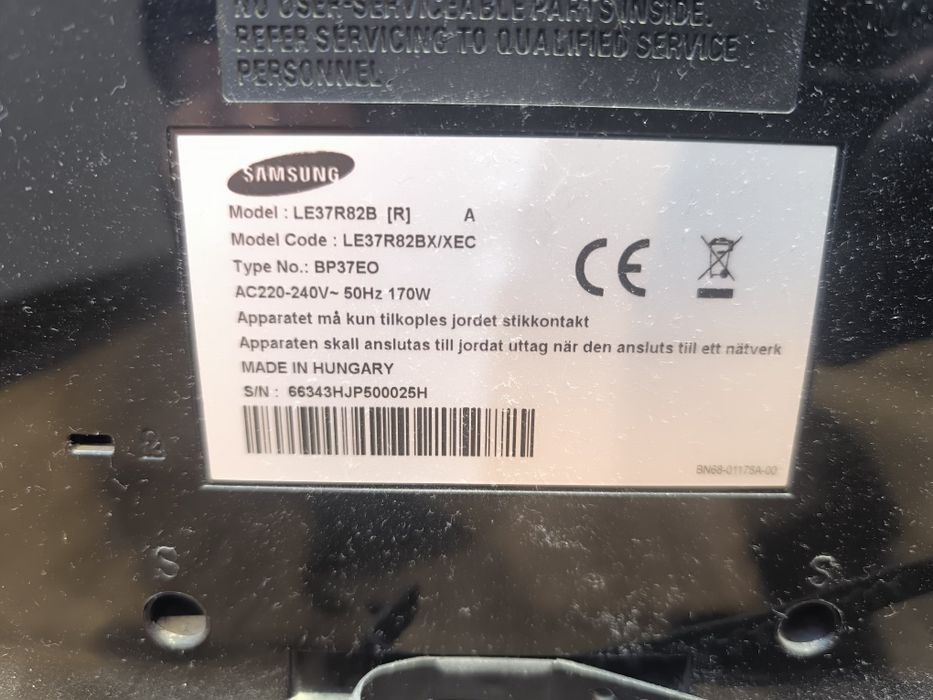 NO USER-SERVICEABLE PARTS INSIDE.
REFER SERVICING TO QUALIFIED SERVICE
PERSONNEL.
SAMSUNG
Model : LE37R82B [R] A
Model Code : LE37R82BX/XEC
Type No.: BP37EO
AC220-240V~ 50Hz 170W
Apparatet må kun tilkoples jordet stikkontakt
Apparaten skall anslutas till jordat uttag när den ansluts till ett nätverk
MADE IN HUNGARY
S/N : 66343HJP500025H
CE
BN68-01178A-00
2
S
S